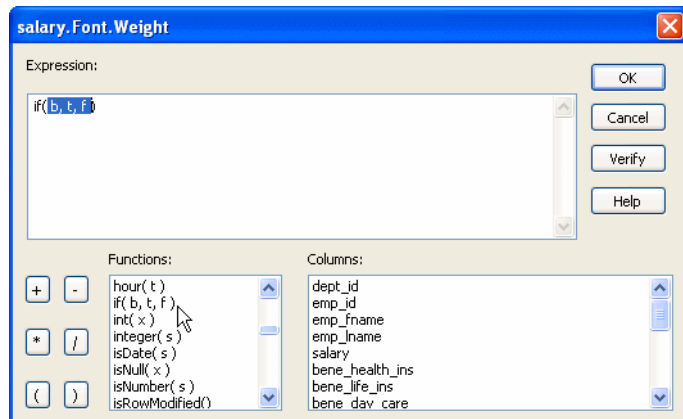 salary.Font.Weight
Expression:
if( b, t, f )
OK
Cancel
Verify
Help
Functions:
Columns:
+ -
* /
( )
hour( t )
if( b, t, f )
int( x )
integer( s )
isDate( s )
isNull( x )
isNumber( s )
isRowModified()
dept_id
emp_id
emp_fname
emp_lname
salary
bene_health_ins
bene_life_ins
bene_day_care